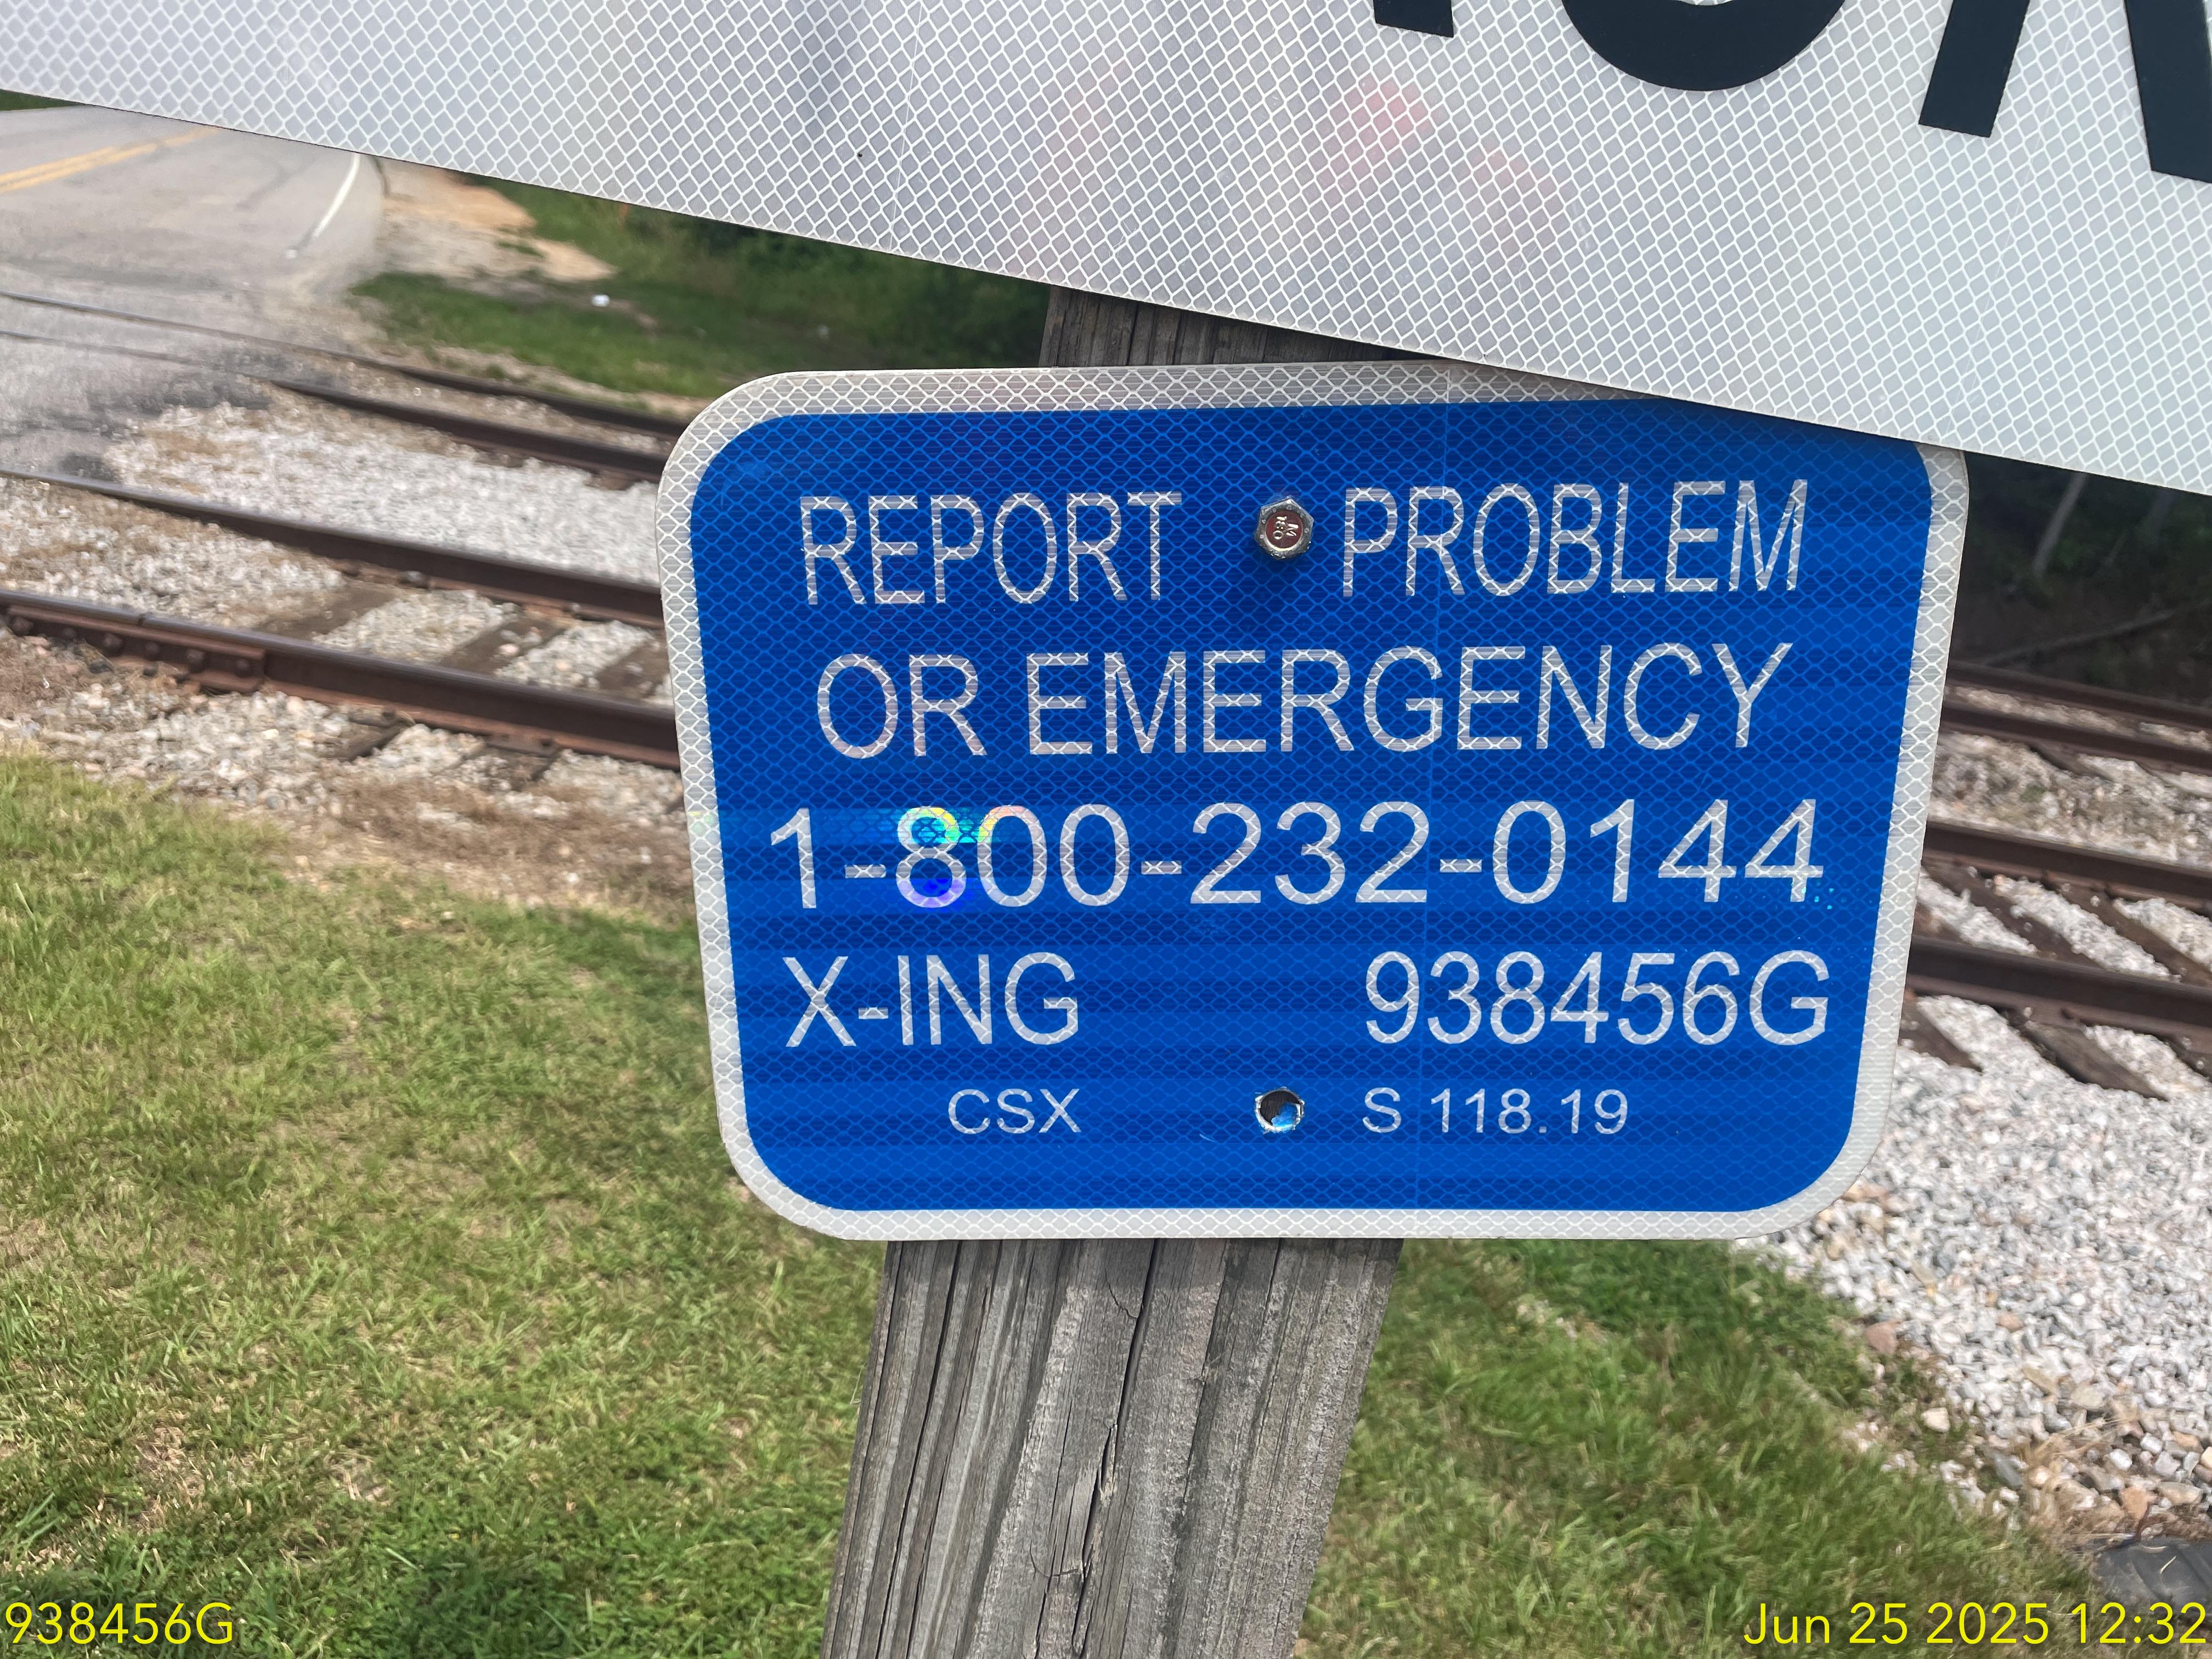 REPORT PROBLEM
OR EMERGENCY
1-800-232-0144
X-ING 938456G
CSX S 118.19
938456G
Jun 25 2025 12:32